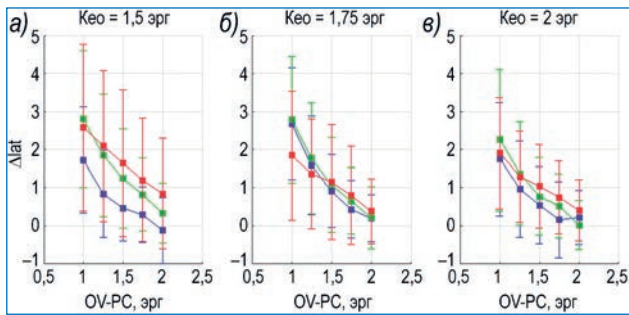 а) Кео = 1,5 эрг
б) Кео = 1,75 эрг
в) Кео = 2 эрг
Δlat
5
4
3
2
1
0
–1
0,5 1 1,5 2 2,5
OV-PC, эрг
5
4
3
2
1
0
–1
0,5 1 1,5 2 2,5
OV-PC, эрг
5
4
3
2
1
0
–1
0,5 1 1,5 2 2,5
OV-PC, эрг